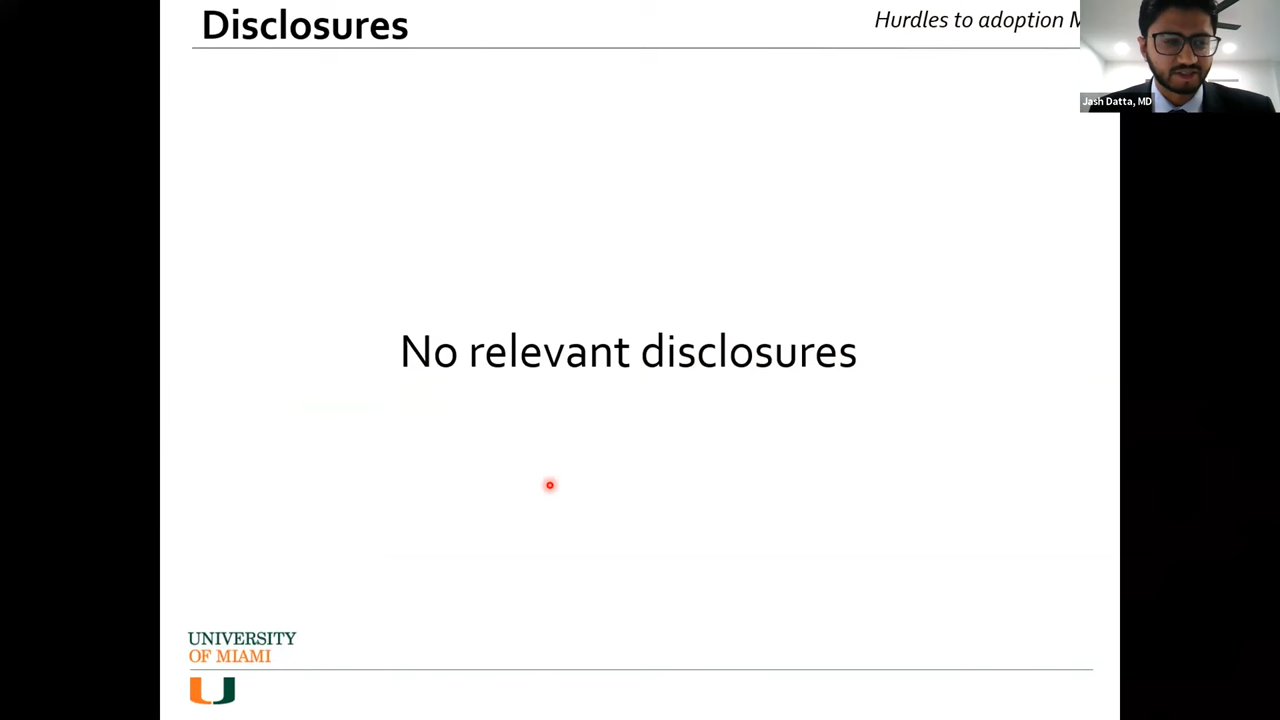 Disclosures
Hurdles to adoption
Jash Datta, MD
No relevant disclosures
UNIVERSITY
OF MIAMI